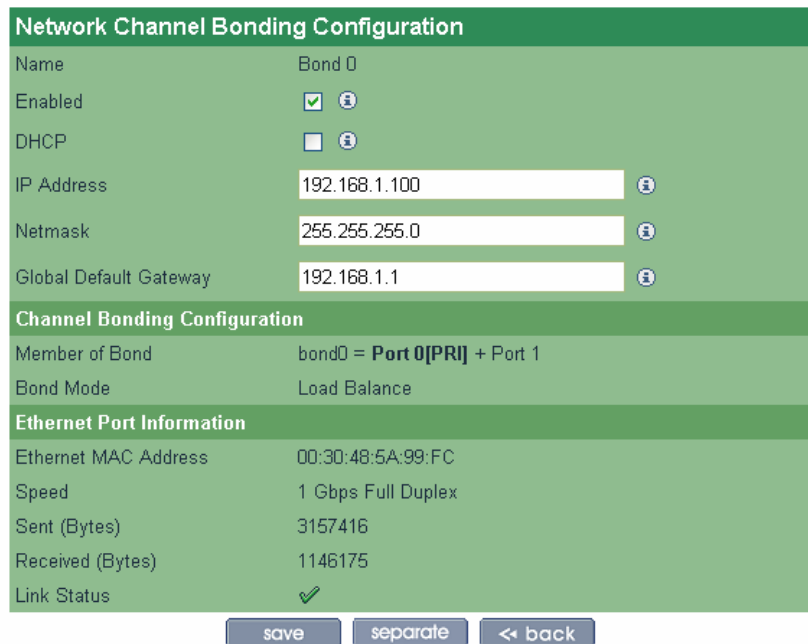 Network Channel Bonding Configuration
Name Bond 0
Enabled
DHCP
IP Address 192.168.1.100
Netmask 255.255.255.0
Global Default Gateway 192.168.1.1
Channel Bonding Configuration
Member of Bond bond0 = Port 0[PRI] + Port 1
Bond Mode Load Balance
Ethernet Port Information
Ethernet MAC Address 00:30:48:5A:99:FC
Speed 1 Gbps Full Duplex
Sent (Bytes) 3157416
Received (Bytes) 1146175
Link Status
save separate << back